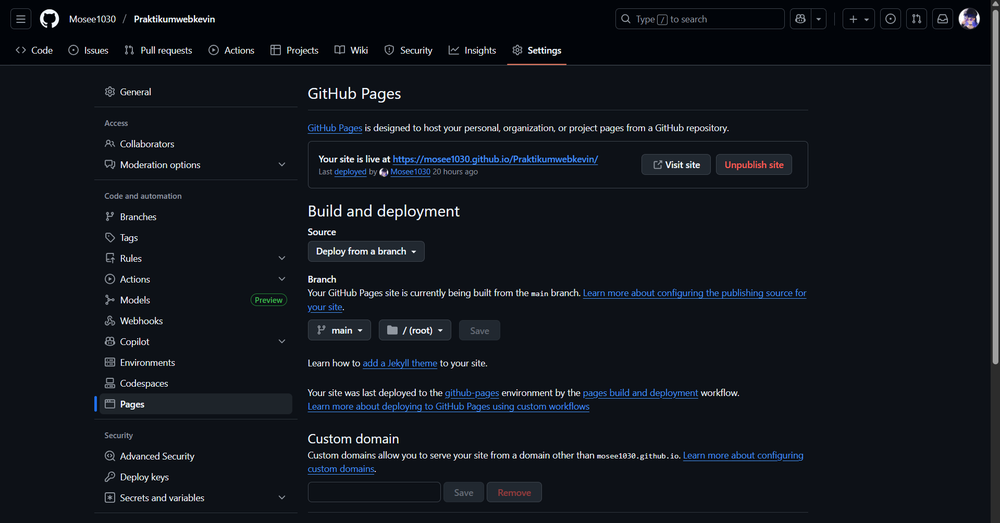 Mosee1030 / Praktikumwebkevin
Type / to search
Code
Issues
Pull requests
Actions
Projects
Wiki
Security
Insights
Settings
General
Access
Collaborators
Moderation options
Code and automation
Branches
Tags
Rules
Actions
Models
Preview
Webhooks
Copilot
Environments
Codespaces
Pages
Security
Advanced Security
Deploy keys
Secrets and variables
GitHub Pages
GitHub Pages is designed to host your personal, organization, or project pages from a GitHub repository.
Your site is live at https://mosee1030.github.io/Praktikumwebkevin/
Last deployed by Mosee1030 20 hours ago
Visit site
Unpublish site
Build and deployment
Source
Deploy from a branch
Branch
Your GitHub Pages site is currently being built from the main branch. Learn more about configuring the publishing source for
your site.
main
/ (root)
Save
Learn how to add a Jekyll theme to your site.
Your site was last deployed to the github-pages environment by the pages build and deployment workflow.
Learn more about deploying to GitHub Pages using custom workflows
Custom domain
Custom domains allow you to serve your site from a domain other than mosee1030.github.io. Learn more about configuring
custom domains.
Save
Remove